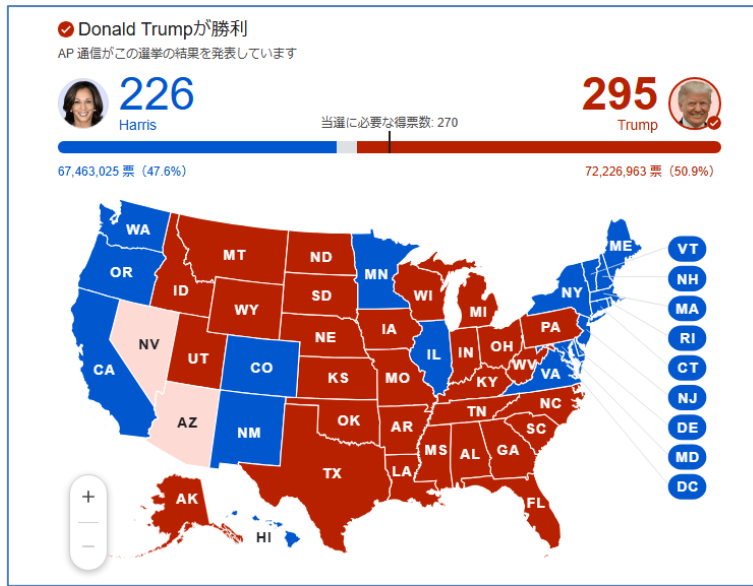 Donald Trumpが勝利
AP 通信がこの選挙の結果を発表しています
226
Harris
当選に必要な得票数: 270
295
Trump
67,463,025 票（47.6%）
72,226,963 票（50.9%）
WA
OR
CA
NV
ID
MT
WY
UT
AZ
CO
NM
ND
SD
NE
KS
OK
TX
MN
IA
MO
AR
LA
WI
IL
MI
IN
OH
KY
TN
MS
AL
GA
FL
SC
NC
VA
WV
PA
NY
ME
VT
NH
MA
RI
CT
NJ
DE
MD
DC
AK
HI
+
−